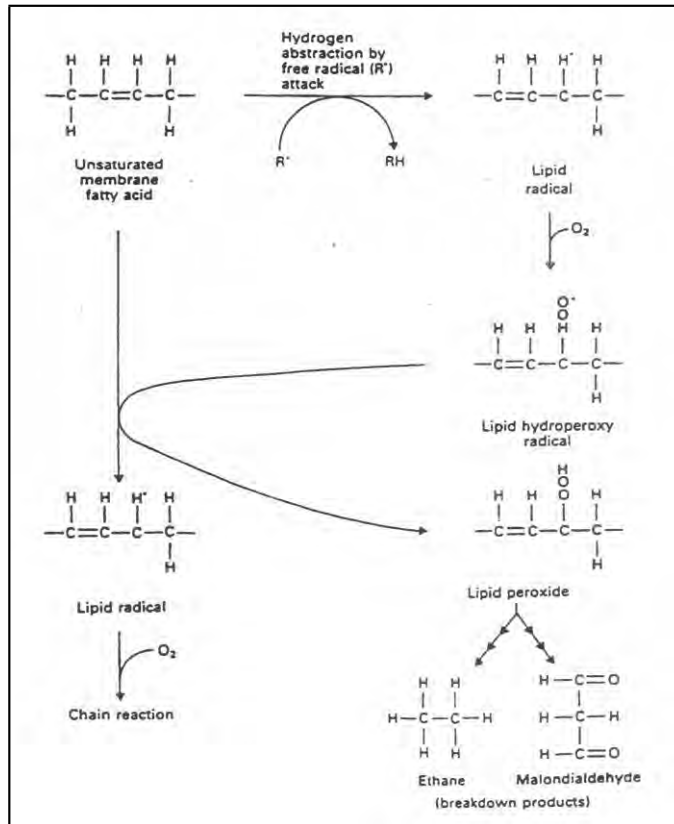 Hydrogen
abstraction by
free radical (R•)
attack
H H H H
—C—C=C—C—
H H
R• RH
Unsaturated
membrane
fatty acid
H H H• H
—C=C—C—C—
H
Lipid
radical
O₂
O•
O
H H H H
—C=C—C—C—
H
Lipid hydroperoxy
radical
H H H• H
—C=C—C—C—
H
Lipid radical
O₂
Chain reaction
H
O
H H O H
—C=C—C—C—
H
Lipid peroxide
H H
H—C—C—H
H H
Ethane
H—C=O
H—C—H
H—C=O
Malondialdehyde
(breakdown products)